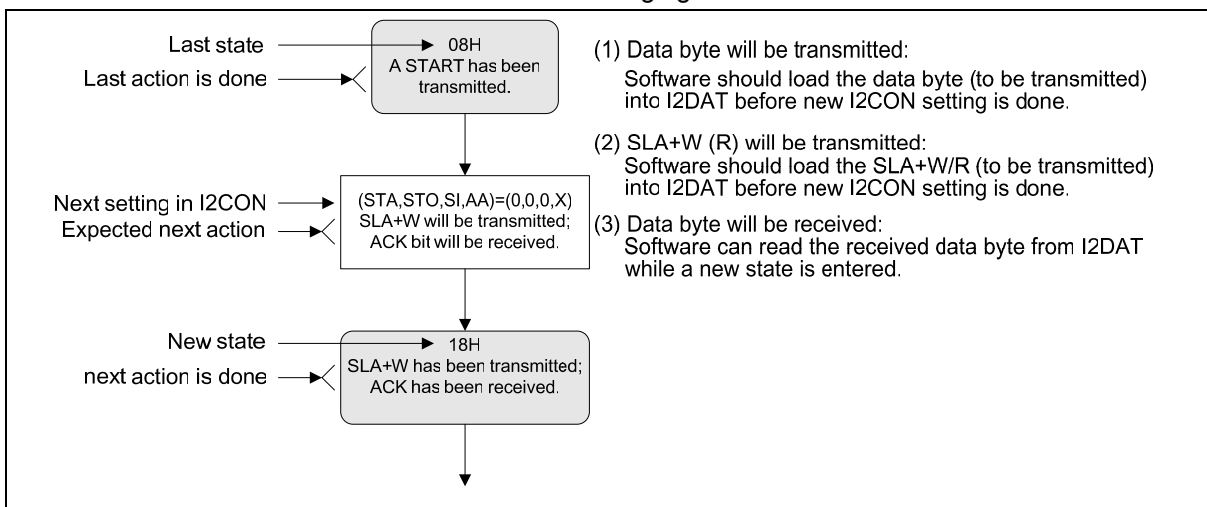 Last state
Last action is done
08H
A START has been
transmitted.
Next setting in I2CON
Expected next action
(STA,STO,SI,AA)=(0,0,0,X)
SLA+W will be transmitted;
ACK bit will be received.
New state
next action is done
18H
SLA+W has been transmitted;
ACK has been received.
(1) Data byte will be transmitted:
Software should load the data byte (to be transmitted)
into I2DAT before new I2CON setting is done.
(2) SLA+W (R) will be transmitted:
Software should load the SLA+W/R (to be transmitted)
into I2DAT before new I2CON setting is done.
(3) Data byte will be received:
Software can read the received data byte from I2DAT
while a new state is entered.